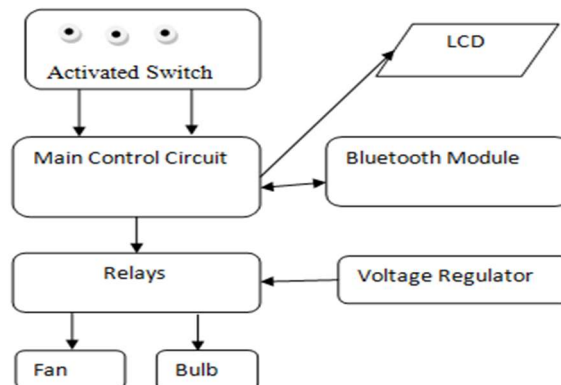 Activated Switch
LCD
Main Control Circuit
Bluetooth Module
Relays
Voltage Regulator
Fan
Bulb